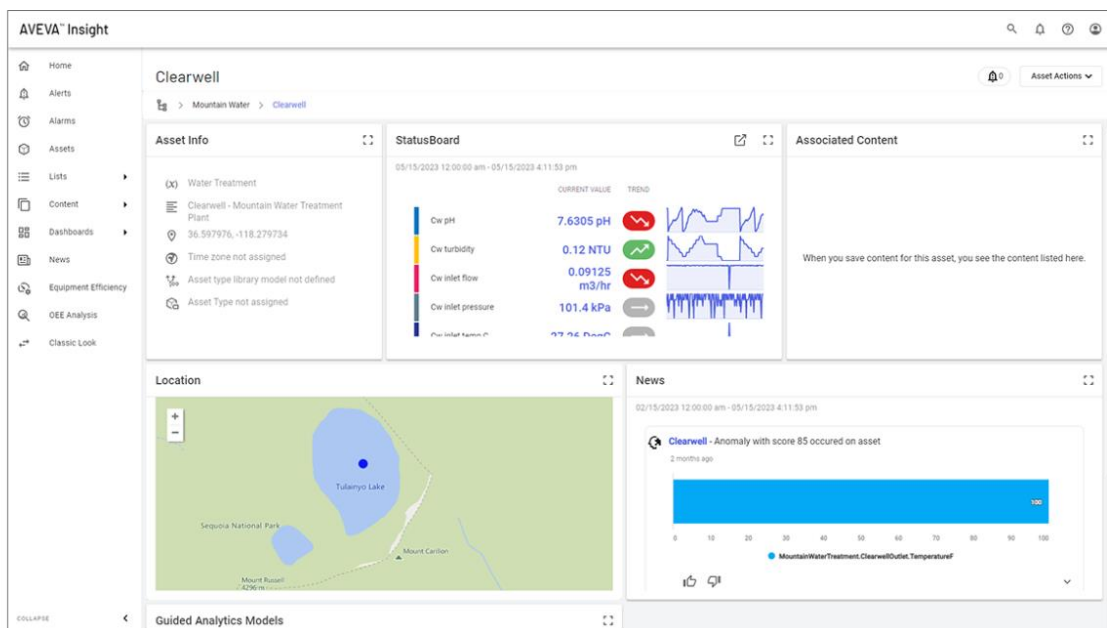 AVEVA™ Insight
Home
Alerts
Alarms
Assets
Lists
Content
Dashboards
News
Equipment Efficiency
OEE Analysis
Classic Look
COLLAPSE
Clearwell
0
Asset Actions
> Mountain Water > Clearwell
Asset Info
(x) Water Treatment
Clearwell - Mountain Water Treatment
Plant
36.597976, -118.279734
Time zone not assigned
Asset type library model not defined
Asset Type not assigned
StatusBoard
05/15/2023 12:00:00 am - 05/15/2023 4:11:53 pm
CURRENT VALUE TREND
Cw pH 7.6305 pH
Cw turbidity 0.12 NTU
Cw inlet flow 0.09125
m3/hr
Cw inlet pressure 101.4 kPa
Cw inlet temp C 27.26 DegC
Associated Content
When you save content for this asset, you see the content listed here.
Location
+
−
Tulainyo Lake
Sequoia National Park
Mount Carillon
Mount Russell
4296 m
News
02/15/2023 12:00:00 am - 05/15/2023 4:11:53 pm
Clearwell - Anomaly with score 85 occured on asset
2 months ago
100
0 10 20 30 40 50 60 70 80 90 100
MountainWaterTreatment.ClearwellOutlet.TemperatureF
Guided Analytics Models